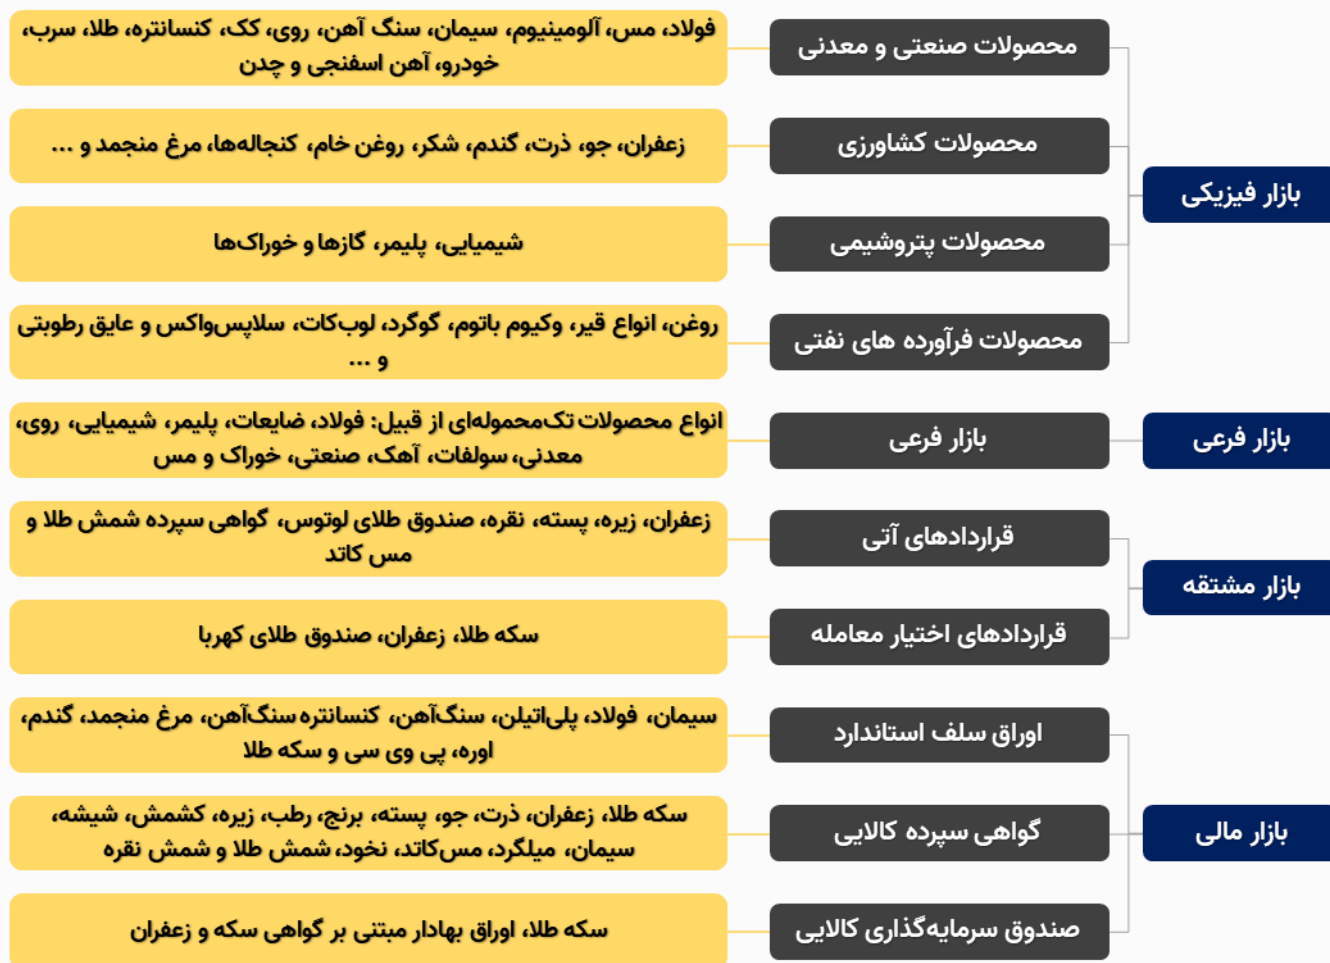 بازار فیزیکی
محصولات صنعتی و معدنی
فولاد، مس، آلومینیوم، سیمان، سنگ آهن، روی، کک، کنسانتره، طلا، سرب،
خودرو، آهن اسفنجی و چدن
محصولات کشاورزی
زعفران، جو، ذرت، گندم، شکر، روغن خام، کنجاله‌ها، مرغ منجمد و ...
محصولات پتروشیمی
شیمیایی، پلیمر، گازها و خوراک‌ها
محصولات فرآورده های نفتی
روغن، انواع قیر، وکیوم باتوم، گوگرد، لوب‌کات، سلاپس‌واکس و عایق رطوبتی
و ...
بازار فرعی
بازار فرعی
انواع محصولات تک‌محموله‌ای از قبیل: فولاد، ضایعات، پلیمر، شیمیایی، روی،
معدنی، سولفات، آهک، صنعتی، خوراک و مس
بازار مشتقه
قراردادهای آتی
زعفران، زیره، پسته، نقره، صندوق طلای لوتوس، گواهی سپرده شمش طلا و
مس کاتد
قراردادهای اختیار معامله
سکه طلا، زعفران، صندوق طلای کهربا
بازار مالی
اوراق سلف استاندارد
سیمان، فولاد، پلی‌اتیلن، سنگ‌آهن، کنسانتره سنگ‌آهن، مرغ منجمد، گندم،
اوره، پی وی سی و سکه طلا
گواهی سپرده کالایی
سکه طلا، زعفران، ذرت، جو، پسته، برنج، رطب، زیره، کشمش، شیشه،
سیمان، میلگرد، مس‌کاتد، نخود، شمش طلا و شمش نقره
صندوق سرمایه‌گذاری کالایی
سکه طلا، اوراق بهادار مبتنی بر گواهی سکه و زعفران